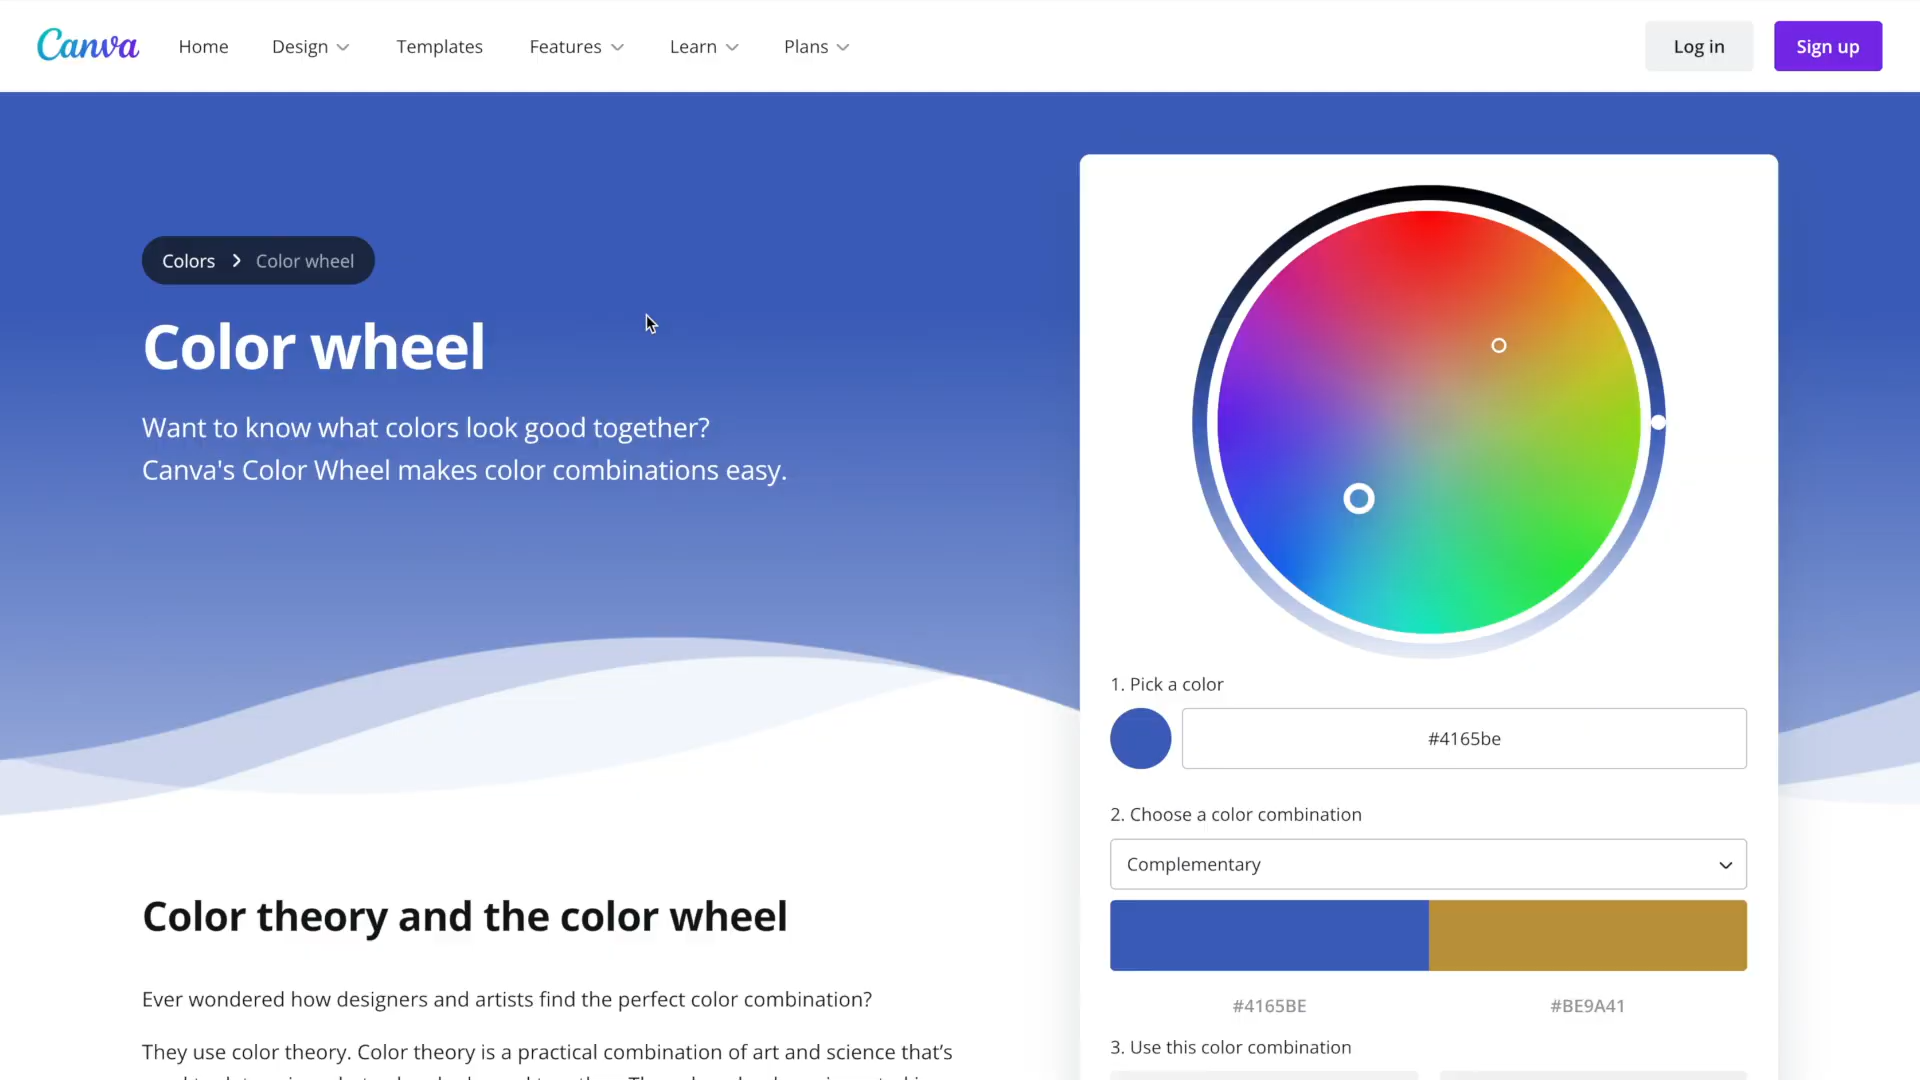 Canva
Home
Design
Templates
Features
Learn
Plans
Log in
Sign up
Colors
Color wheel
Color wheel
Want to know what colors look good together?
Canva's Color Wheel makes color combinations easy.
1. Pick a color
#4165be
2. Choose a color combination
Complementary
#4165BE
#BE9A41
3. Use this color combination
Color theory and the color wheel
Ever wondered how designers and artists find the perfect color combination?
They use color theory. Color theory is a practical combination of art and science that’s